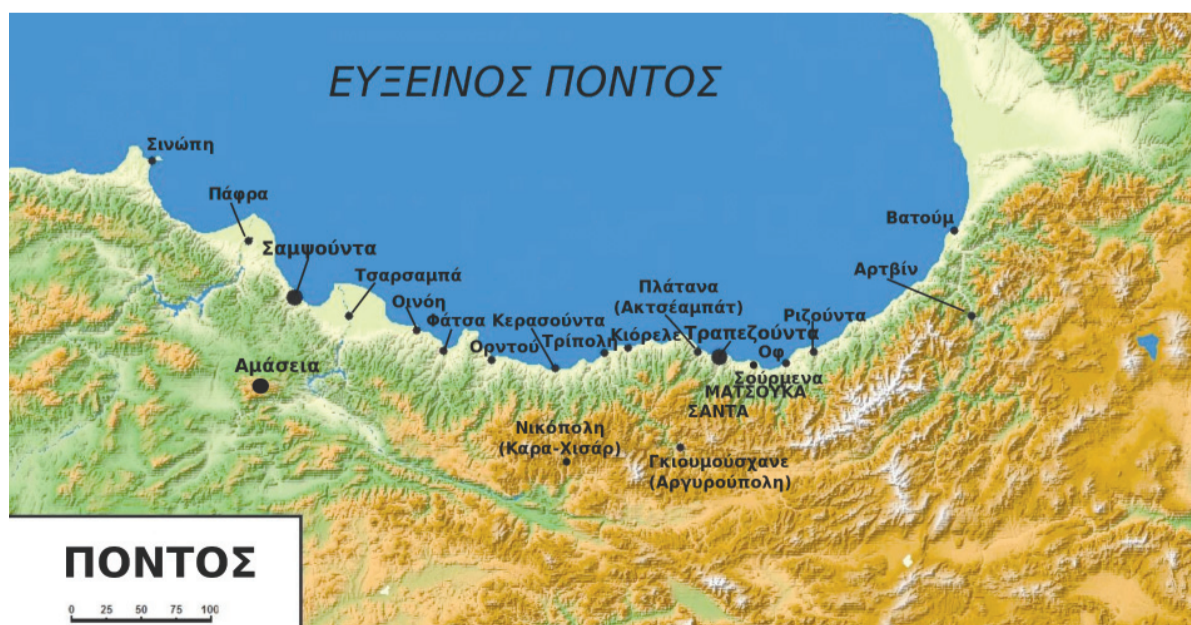 ΕΥΞΕΙΝΟΣ ΠΟΝΤΟΣ
Σινώπη
Πάφρα
Σαμψούντα
Τσαρσαμπά
Οινόη
Φάτσα
Ορντού
Κερασούντα
Τρίπολη
Κιόρελε
Πλάτανα
(Ακτσέαμπάτ)
Τραπεζούντα
Οφ
Σούρμενα
Ριζούντα
Βατούμ
Αρτβίν
ΜΑΤΣΟΥΚΑ
ΣΑΝΤΑ
Αμάσεια
Νικόπολη
(Καρα-Χισάρ)
Γκιουμούσχανε
(Αργυρούπολη)
ΠΟΝΤΟΣ
0 25 50 75 100